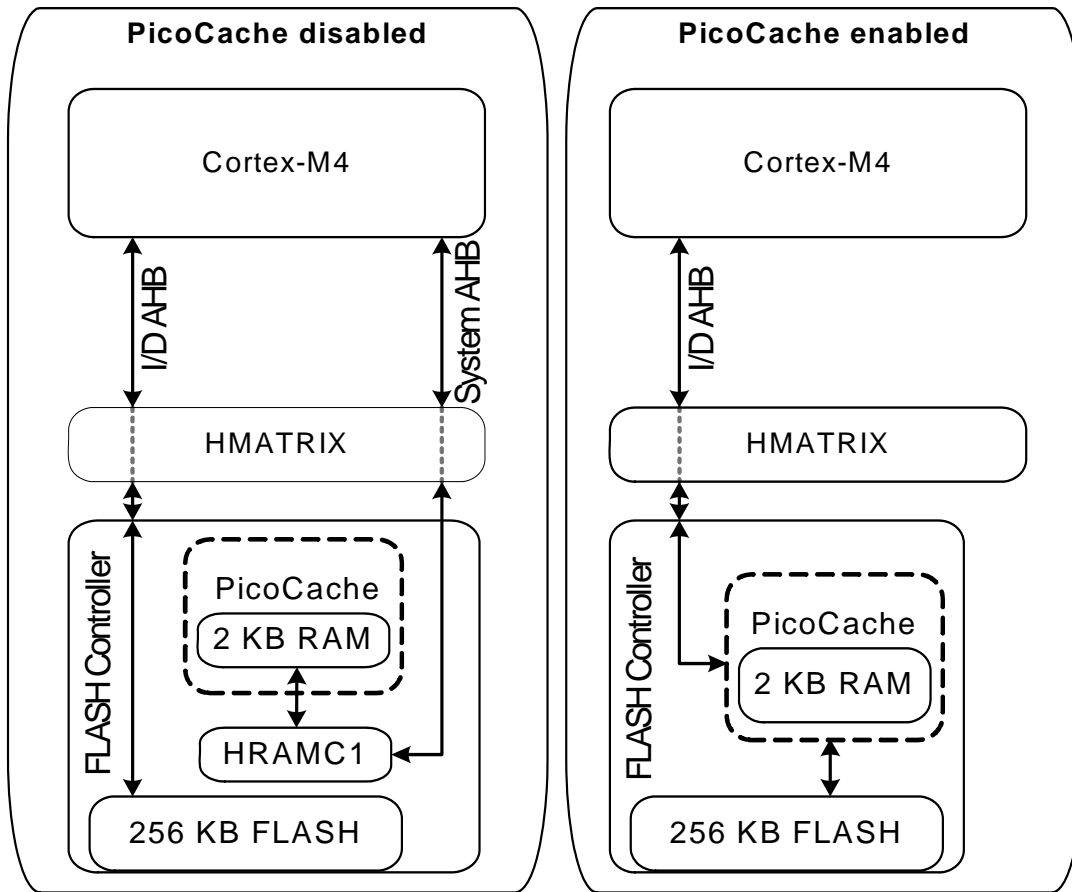 PicoCache disabled
Cortex-M4
I/D AHB
System AHB
HMATRIX
FLASH Controller
PicoCache
2 KB RAM
HRAMC1
256 KB FLASH
PicoCache enabled
Cortex-M4
I/D AHB
HMATRIX
FLASH Controller
PicoCache
2 KB RAM
256 KB FLASH